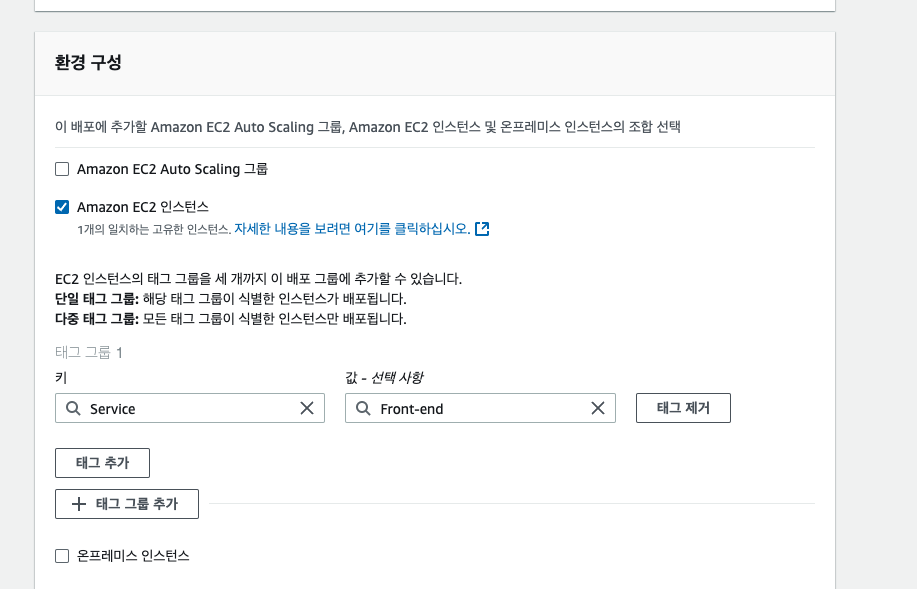 환경 구성
이 배포에 추가할 Amazon EC2 Auto Scaling 그룹, Amazon EC2 인스턴스 및 온프레미스 인스턴스의 조합 선택
Amazon EC2 Auto Scaling 그룹
Amazon EC2 인스턴스
1개의 일치하는 고유한 인스턴스. 자세한 내용을 보려면 여기를 클릭하십시오.
EC2 인스턴스의 태그 그룹을 세 개까지 이 배포 그룹에 추가할 수 있습니다.
단일 태그 그룹: 해당 태그 그룹이 식별한 인스턴스가 배포됩니다.
다중 태그 그룹: 모든 태그 그룹이 식별한 인스턴스만 배포됩니다.
태그 그룹 1
키
값 - 선택 사항
Service
Front-end
태그 제거
태그 추가
태그 그룹 추가
온프레미스 인스턴스